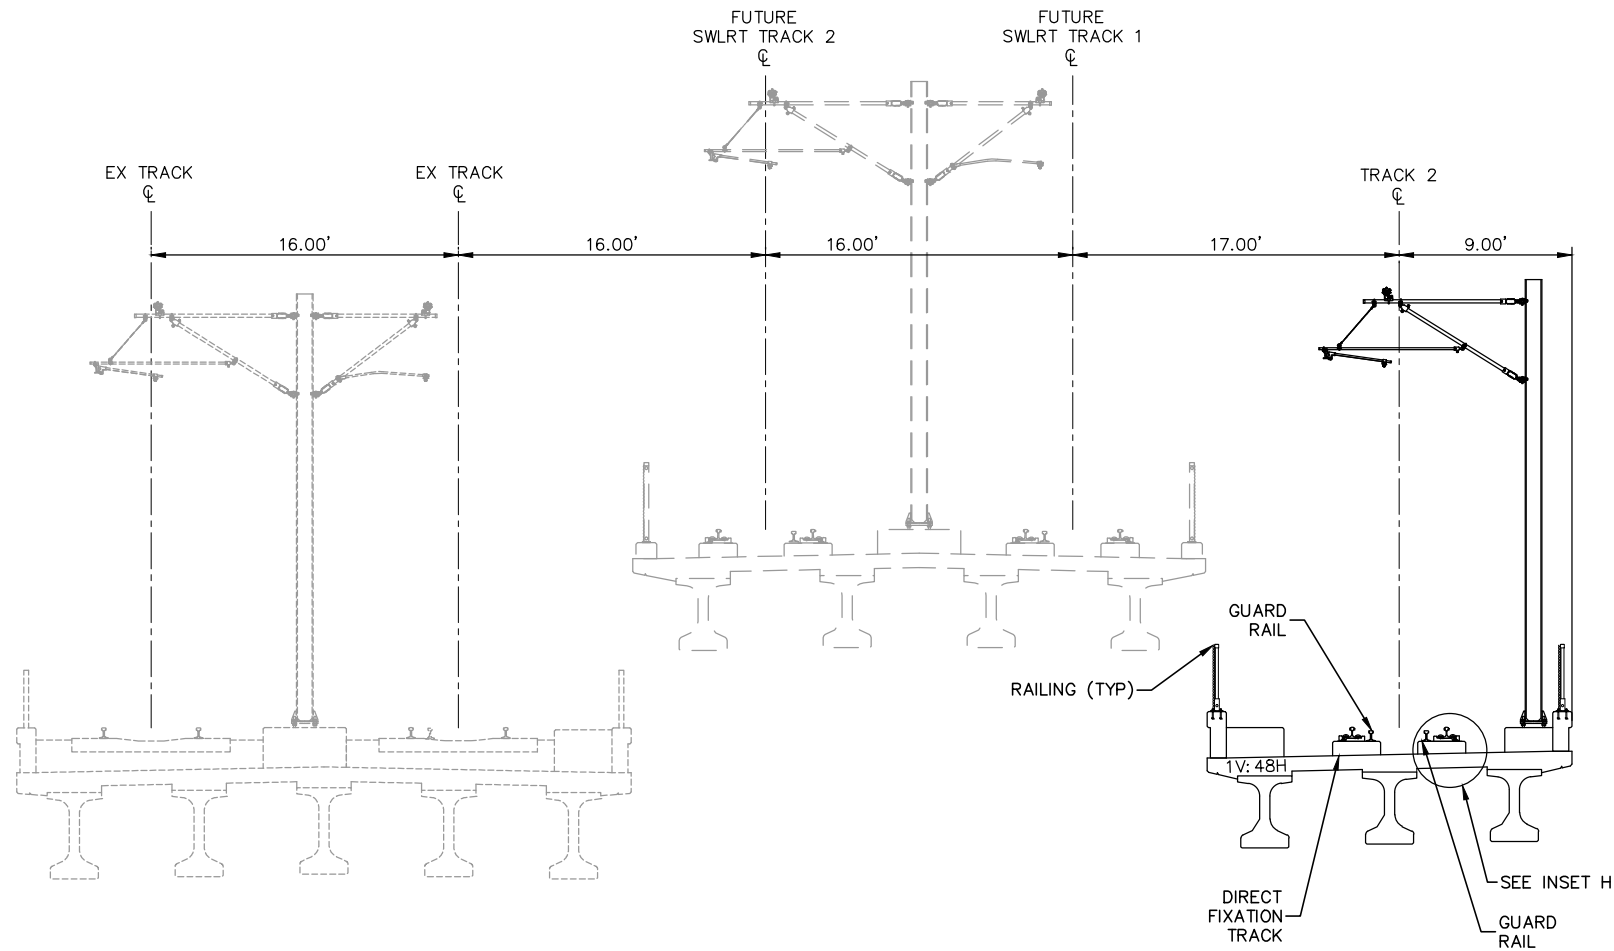 FUTURE
SWLRT TRACK 2
℄
FUTURE
SWLRT TRACK 1
℄
EX TRACK
℄
EX TRACK
℄
TRACK 2
℄
16.00'
16.00'
16.00'
17.00'
9.00'
GUARD
RAIL
RAILING (TYP)
1V: 48H
SEE INSET H
DIRECT
FIXATION
TRACK
GUARD
RAIL